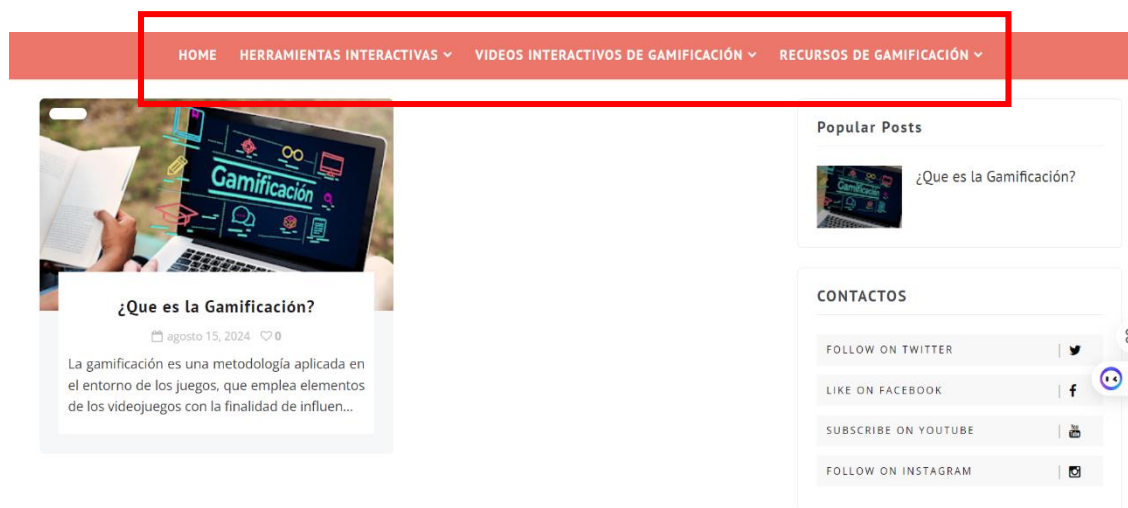 HOME HERRAMIENTAS INTERACTIVAS VIDEOS INTERACTIVOS DE GAMIFICACIÓN RECURSOS DE GAMIFICACIÓN
Gamificación
¿Que es la Gamificación?
agosto 15, 2024 0
La gamificación es una metodología aplicada en
el entorno de los juegos, que emplea elementos
de los videojuegos con la finalidad de influen...
Popular Posts
Gamificación
¿Que es la Gamificación?
CONTACTOS
FOLLOW ON TWITTER
LIKE ON FACEBOOK
SUBSCRIBE ON YOUTUBE
You Tube
FOLLOW ON INSTAGRAM